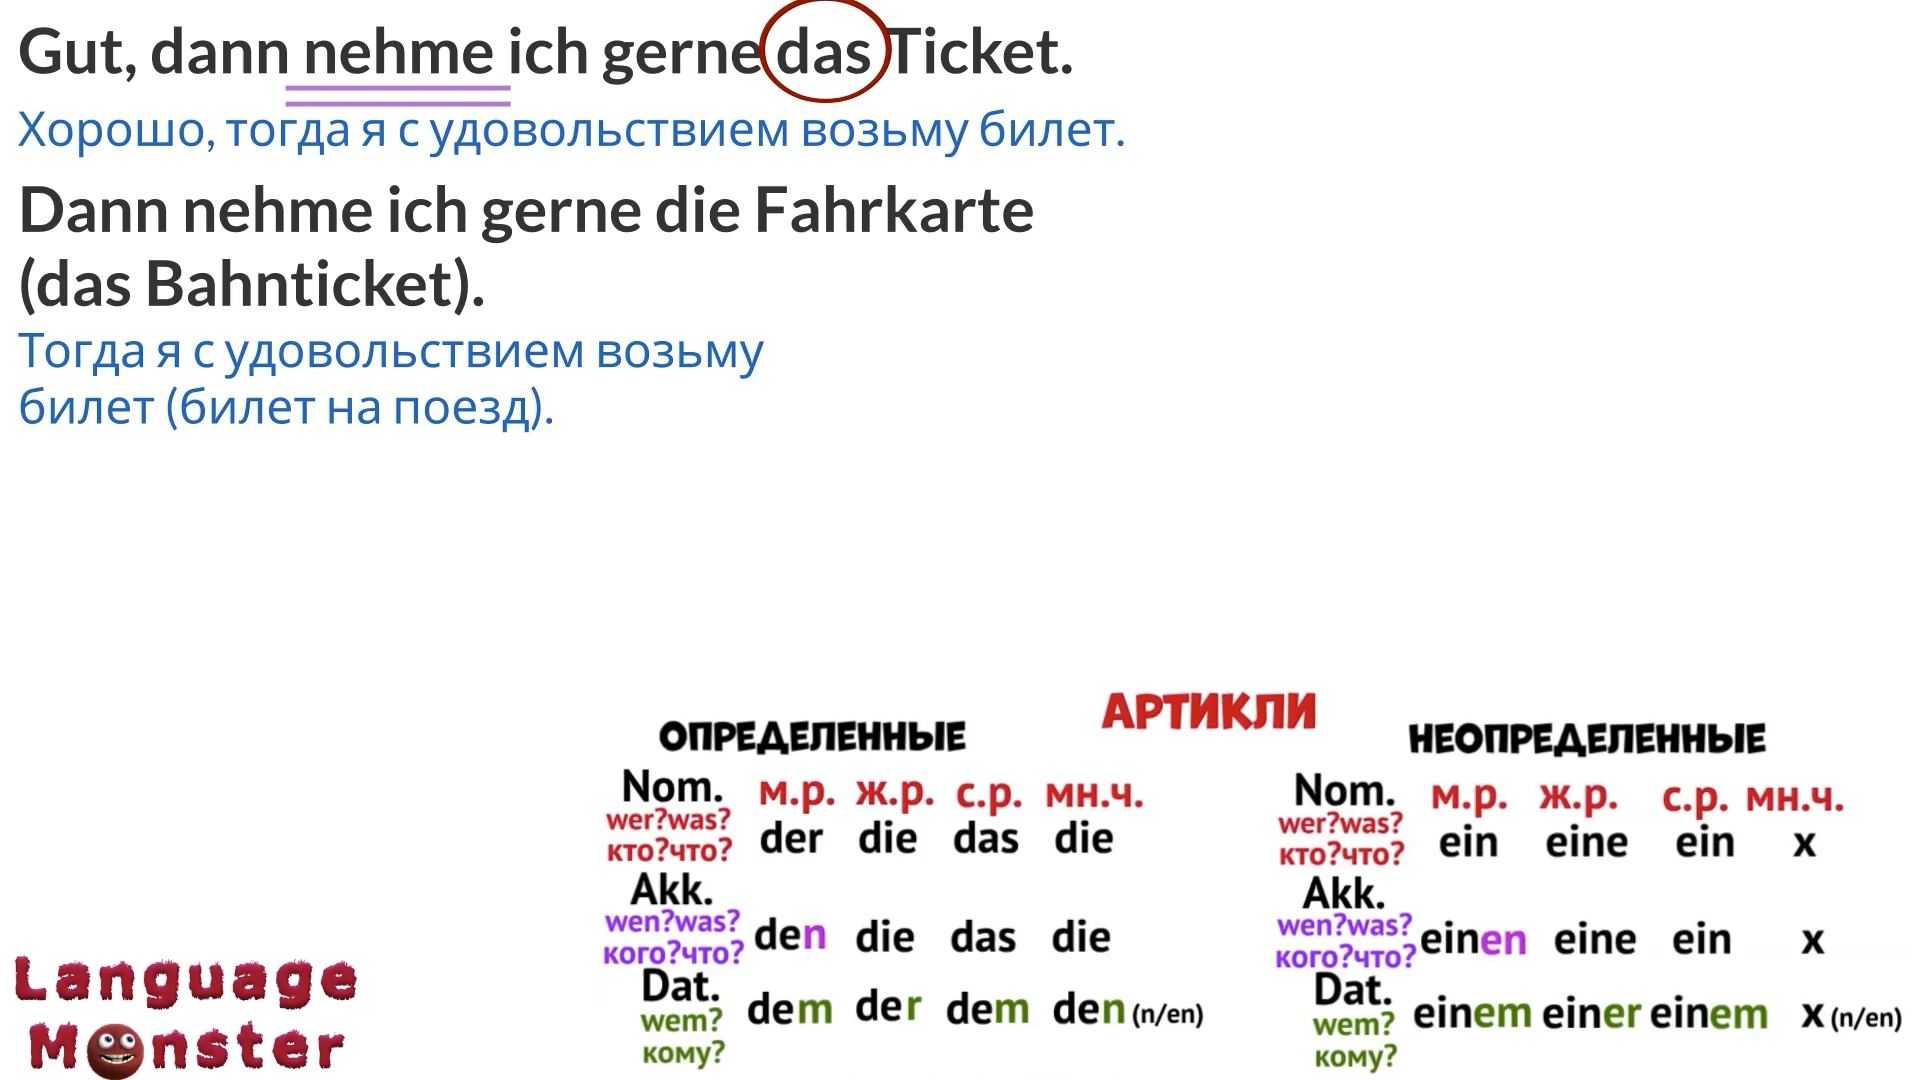 Gut, dann nehme ich gerne das Ticket.
Хорошо, тогда я с удовольствием возьму билет.
Dann nehme ich gerne die Fahrkarte
(das Bahnticket).
Тогда я с удовольствием возьму
билет (билет на поезд).
АРТИКЛИ
ОПРЕДЕЛЕННЫЕ
Nom. м.р. ж.р. с.р. мн.ч.
wer?was?
кто?что? der die das die
Akk.
wen?was?
кого?что? den die das die
Dat.
wem? dem der dem den (n/en)
кому?
НЕОПРЕДЕЛЕННЫЕ
Nom. м.р. ж.р. с.р. мн.ч.
wer?was?
кто?что? ein eine ein x
Akk.
wen?was?
кого?что? einen eine ein x
Dat.
wem? einem einer einem x (n/en)
кому?
Language
Monster